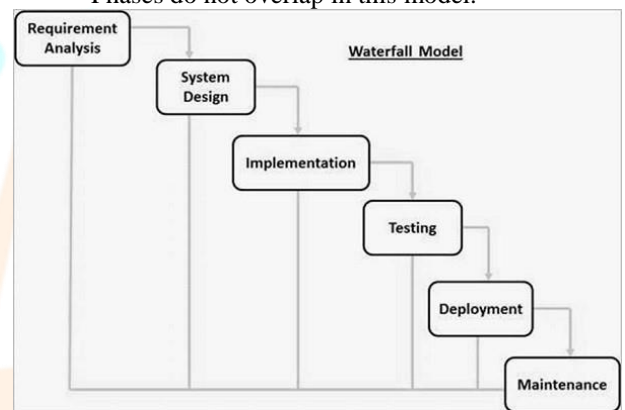 Phases do not overlap in this model.
Requirement
Analysis
Waterfall Model
System
Design
Implementation
Testing
Deployment
Maintenance